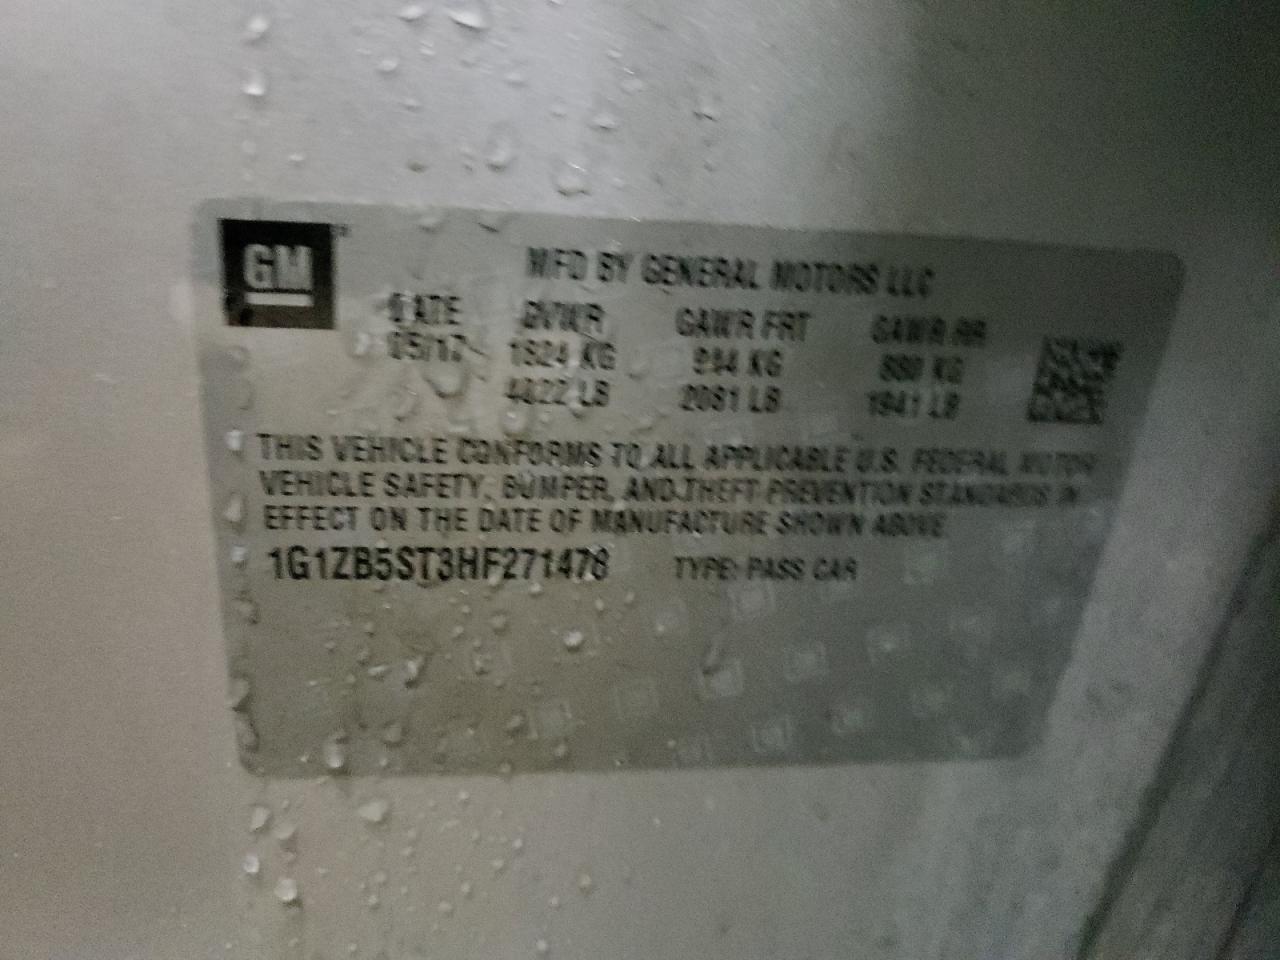 GM
MFD BY GENERAL MOTORS LLC
DATE GVWR GAWR FRT GAWR RR
05/17 1824 KG 944 KG 880 KG
4022 LB 2081 LB 1941 LB
THIS VEHICLE CONFORMS TO ALL APPLICABLE U.S. FEDERAL MOTOR
VEHICLE SAFETY, BUMPER, AND THEFT PREVENTION STANDARDS IN
EFFECT ON THE DATE OF MANUFACTURE SHOWN ABOVE.
1G1ZB5ST3HF271478 TYPE: PASS CAR